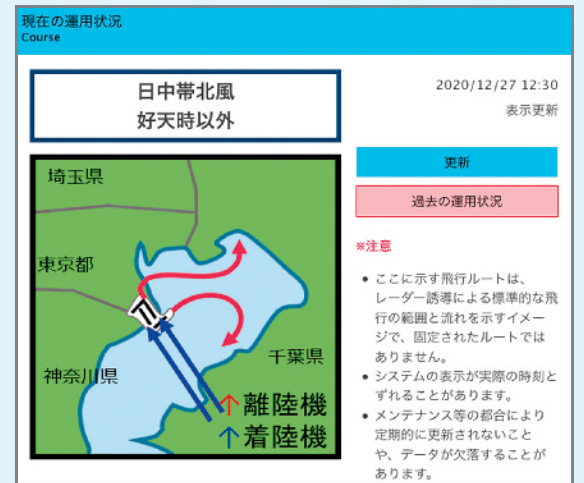 現在の運用状況
Course
日中帯北風
好天時以外
2020/12/27 12:30
表示更新
更新
過去の運用状況
※注意
● ここに示す飛行ルートは、
レーダー誘導による標準的な飛
行の範囲と流れを示すイメー
ジで、固定されたルートでは
ありません。
● システムの表示が実際の時刻と
ずれることがあります。
● メンテナンス等の都合により
定期的に更新されないこと
や、データが欠落することが
あります。
埼玉県
東京都
神奈川県
千葉県
↑離陸機
↑着陸機